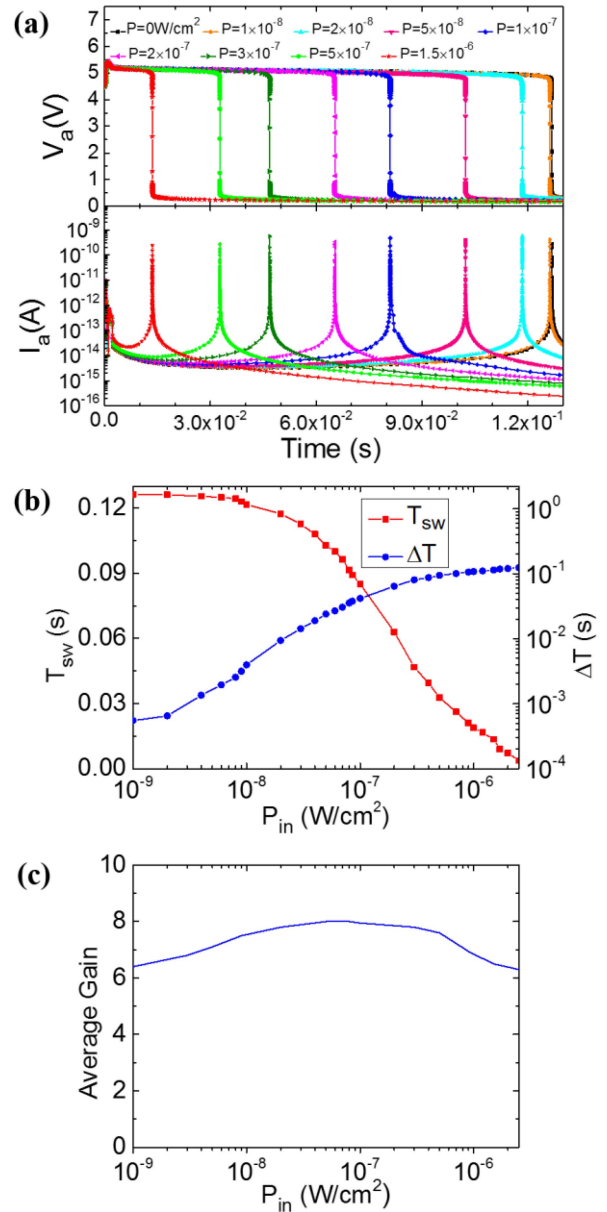 (a)
P=0W/cm² P=1×10⁻⁸ P=2×10⁻⁸ P=5×10⁻⁸ P=1×10⁻⁷
P=2×10⁻⁷ P=3×10⁻⁷ P=5×10⁻⁷ P=1.5×10⁻⁶
7
6
5
4
3
2
1
0
Vₐ(V)
10⁻⁹
10⁻¹⁰
10⁻¹¹
10⁻¹²
10⁻¹³
10⁻¹⁴
10⁻¹⁵
10⁻¹⁶
Iₐ(A)
0.0 3.0x10⁻² 6.0x10⁻² 9.0x10⁻² 1.2x10⁻¹
Time (s)
(b)
0.12
0.09
0.06
0.03
0.00
T_sw (s)
T_sw
ΔT
10⁰
10⁻¹
10⁻²
10⁻³
10⁻⁴
ΔT (s)
10⁻⁹ 10⁻⁸ 10⁻⁷ 10⁻⁶
P_in (W/cm²)
(c)
10
8
6
4
2
0
Average Gain
10⁻⁹ 10⁻⁸ 10⁻⁷ 10⁻⁶
P_in (W/cm²)